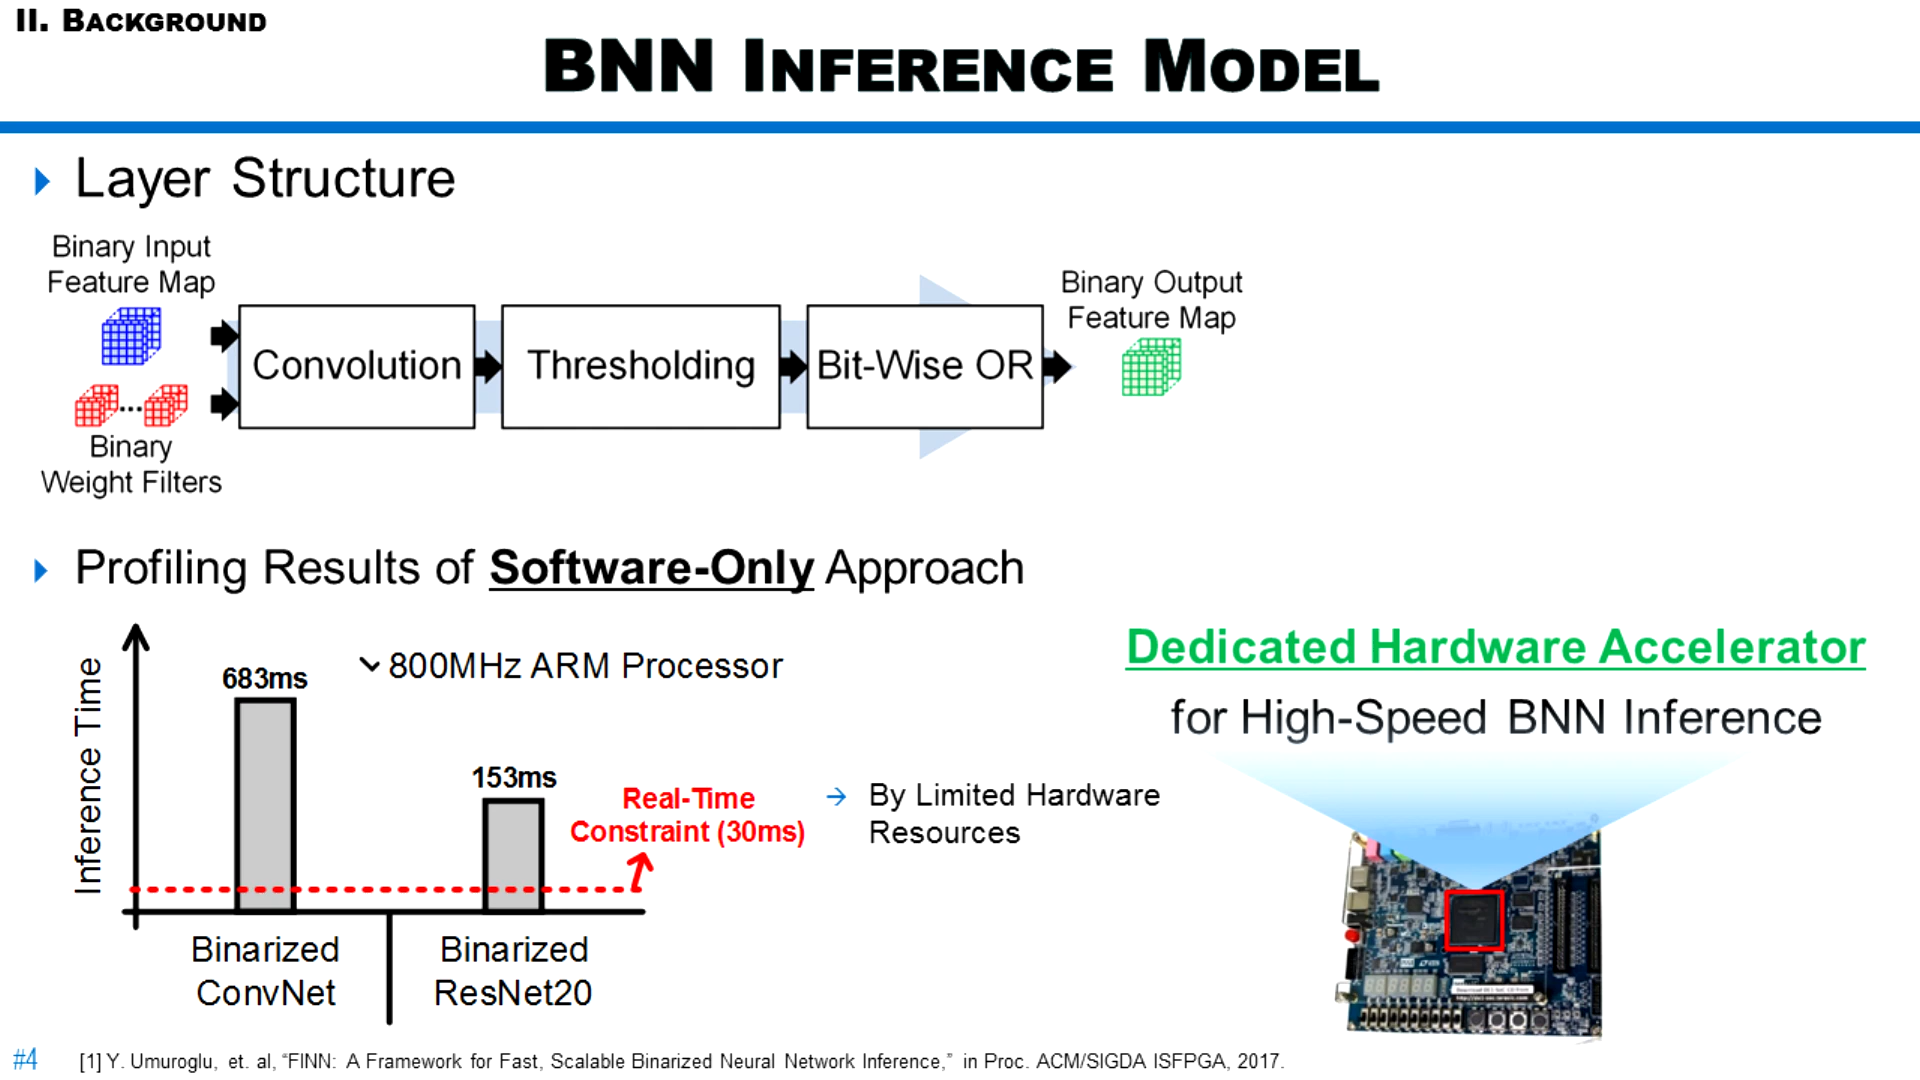 II. BACKGROUND
BNN INFERENCE MODEL
Layer Structure
Binary Input
Feature Map
Binary
Weight Filters
Convolution
Thresholding
Bit-Wise OR
Binary Output
Feature Map
Profiling Results of Software-Only Approach
Inference Time
683ms
800MHz ARM Processor
153ms
Real-Time
Constraint (30ms)
Binarized
ConvNet
Binarized
ResNet20
→ By Limited Hardware
Resources
Dedicated Hardware Accelerator
for High-Speed BNN Inference
#4
[1] Y. Umuroglu, et. al, “FINN: A Framework for Fast, Scalable Binarized Neural Network Inference,” in Proc. ACM/SIGDA ISFPGA, 2017.